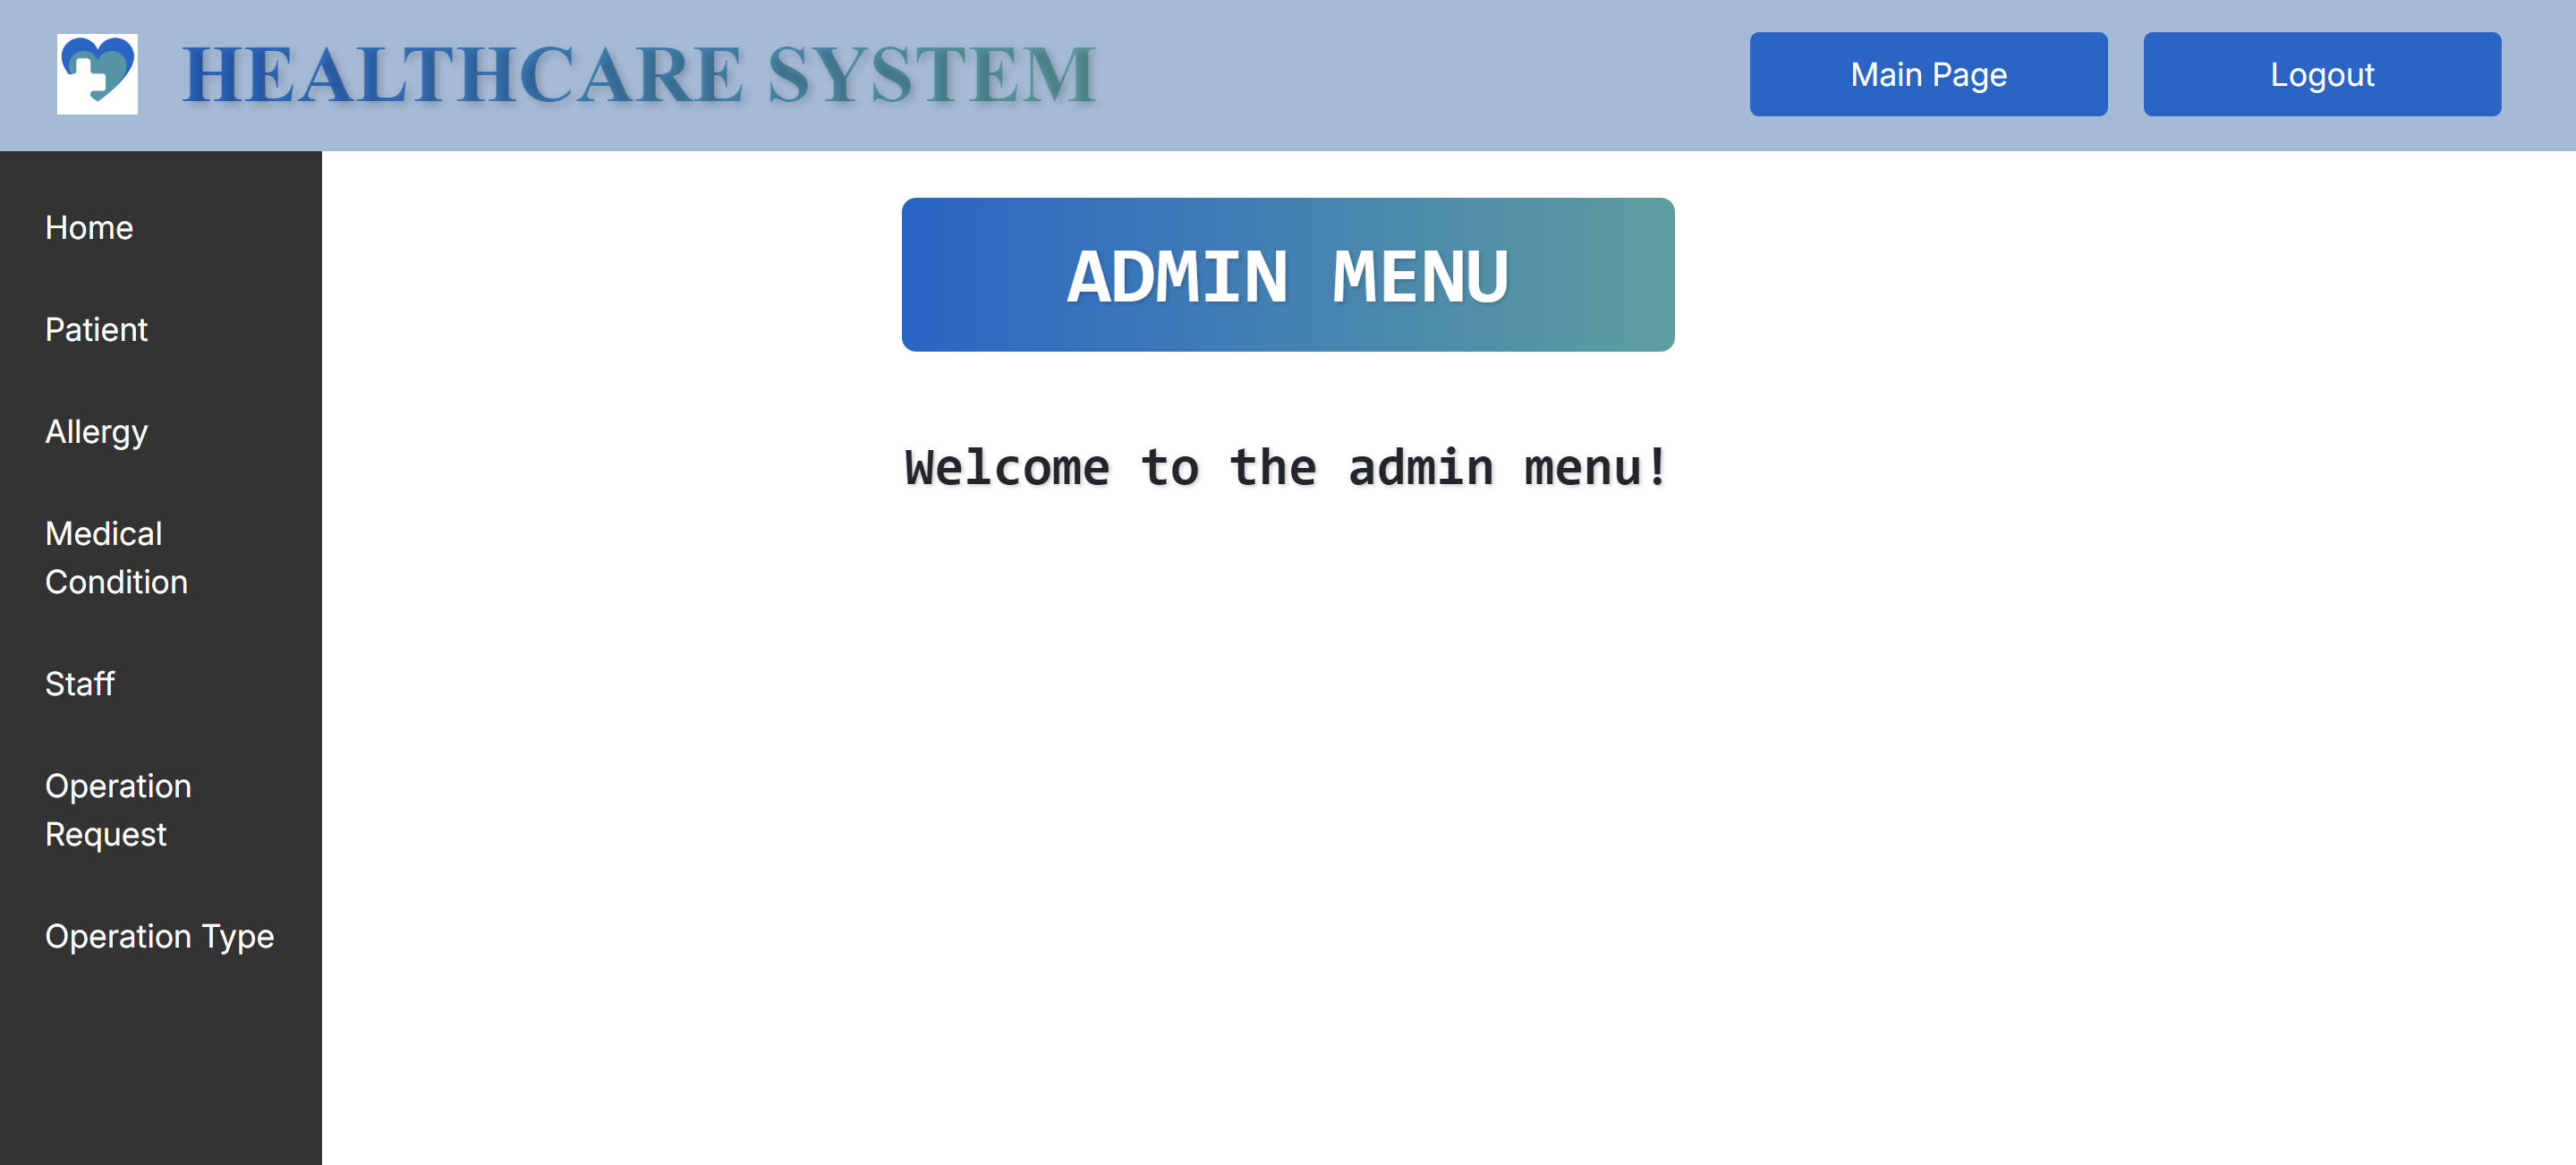 HEALTHCARE SYSTEM
Main Page
Logout
Home
Patient
Allergy
Medical
Condition
Staff
Operation
Request
Operation Type
ADMIN MENU
Welcome to the admin menu!